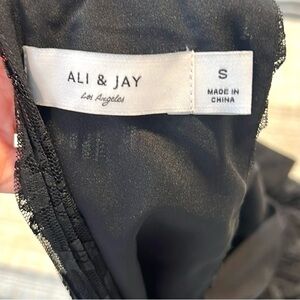 ALI & JAY
Los Angeles
S
MADE IN
CHINA